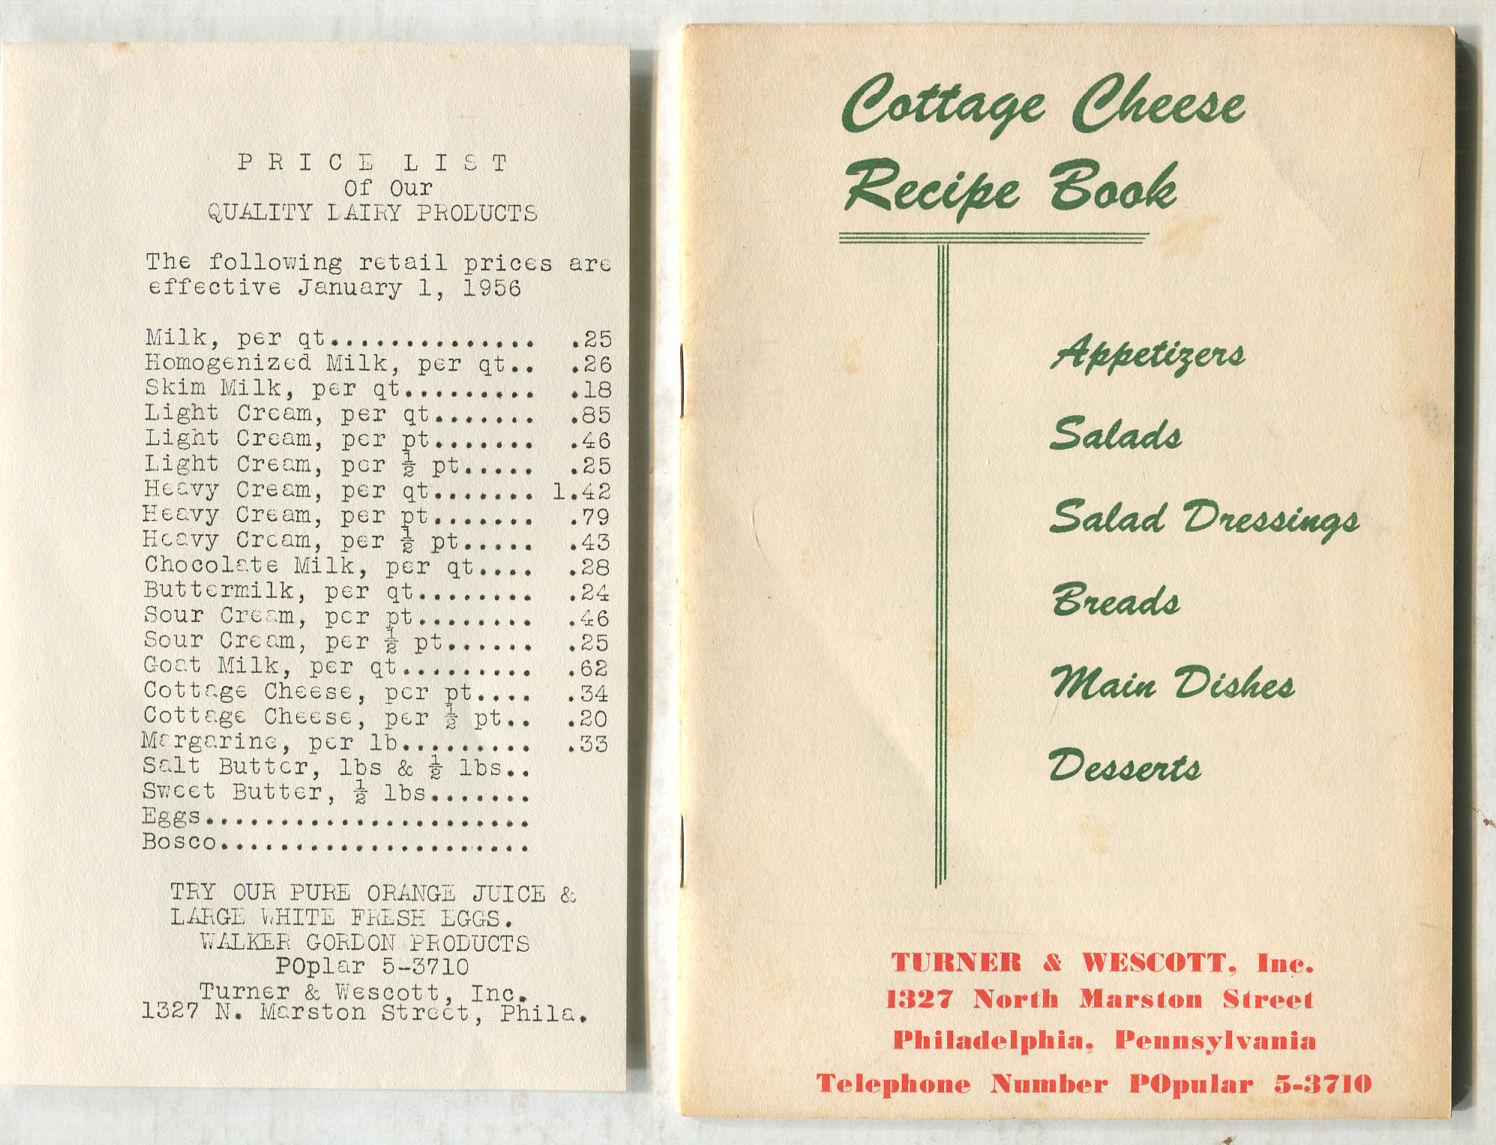 PRICE LIST
Of Our
QUALITY DAIRY PRODUCTS
The following retail prices are
effective January 1, 1956
Milk, per qt.............. .25
Homogenized Milk, per qt.. .26
Skim Milk, per qt......... .18
Light Cream, per qt....... .85
Light Cream, per pt....... .46
Light Cream, per ½ pt..... .25
Heavy Cream, per qt....... 1.42
Heavy Cream, per pt....... .79
Heavy Cream, per ½ pt..... .43
Chocolate Milk, per qt.... .28
Buttermilk, per qt........ .24
Sour Cream, per pt........ .46
Sour Cream, per ½ pt...... .25
Goat Milk, per qt......... .62
Cottage Cheese, per pt.... .34
Cottage Cheese, per ½ pt.. .20
Margarine, per lb......... .33
Salt Butter, lbs & ½ lbs..
Sweet Butter, ½ lbs.......
Eggs......................
Bosco.....................
TRY OUR PURE ORANGE JUICE &
LARGE WHITE FRESH EGGS.
WALKER GORDON PRODUCTS
POplar 5-3710
Turner & Wescott, Inc.
1327 N. Marston Street, Phila.
Cottage Cheese
Recipe Book
Appetizers
Salads
Salad Dressings
Breads
Main Dishes
Desserts
TURNER & WESCOTT, Inc.
1327 North Marston Street
Philadelphia, Pennsylvania
Telephone Number POpular 5-3710